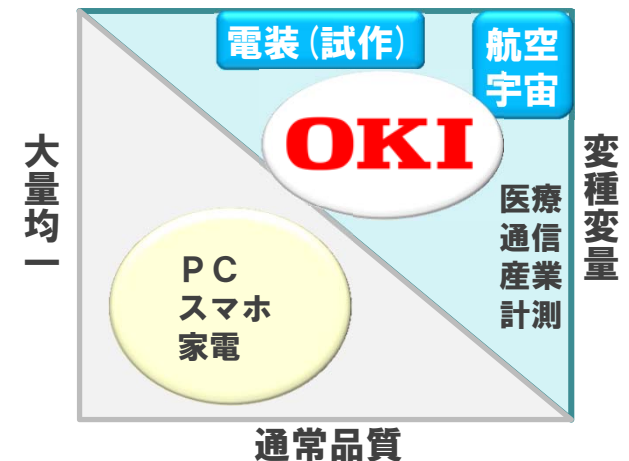 電装(試作)
航空
宇宙
OKI
大量均一
変種変量
医療
通信
産業
計測
PC
スマホ
家電
通常品質